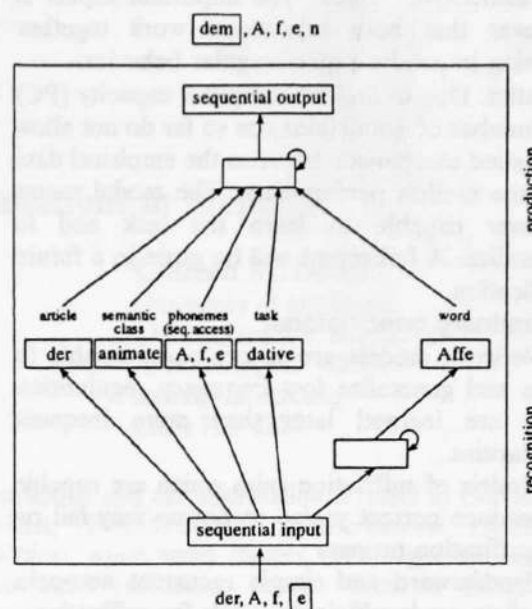 dem, A, f, e, n
sequential output
production
article
semantic class
phonemes (seq. access)
task
word
der
animate
A, f, e
dative
Affe
recognition
sequential input
der, A, f, e